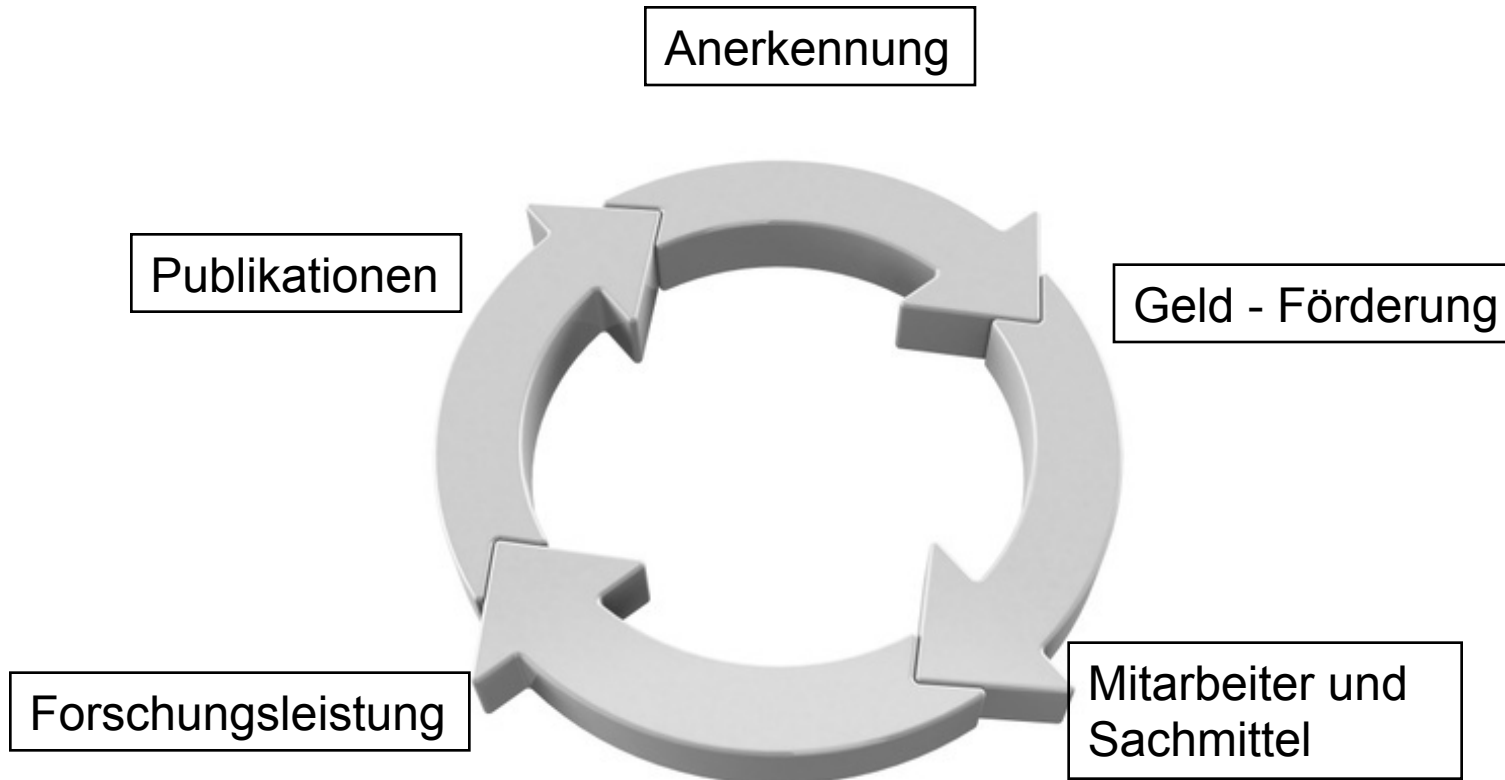 Anerkennung
Publikationen
Geld - Förderung
Forschungsleistung
Mitarbeiter und
Sachmittel